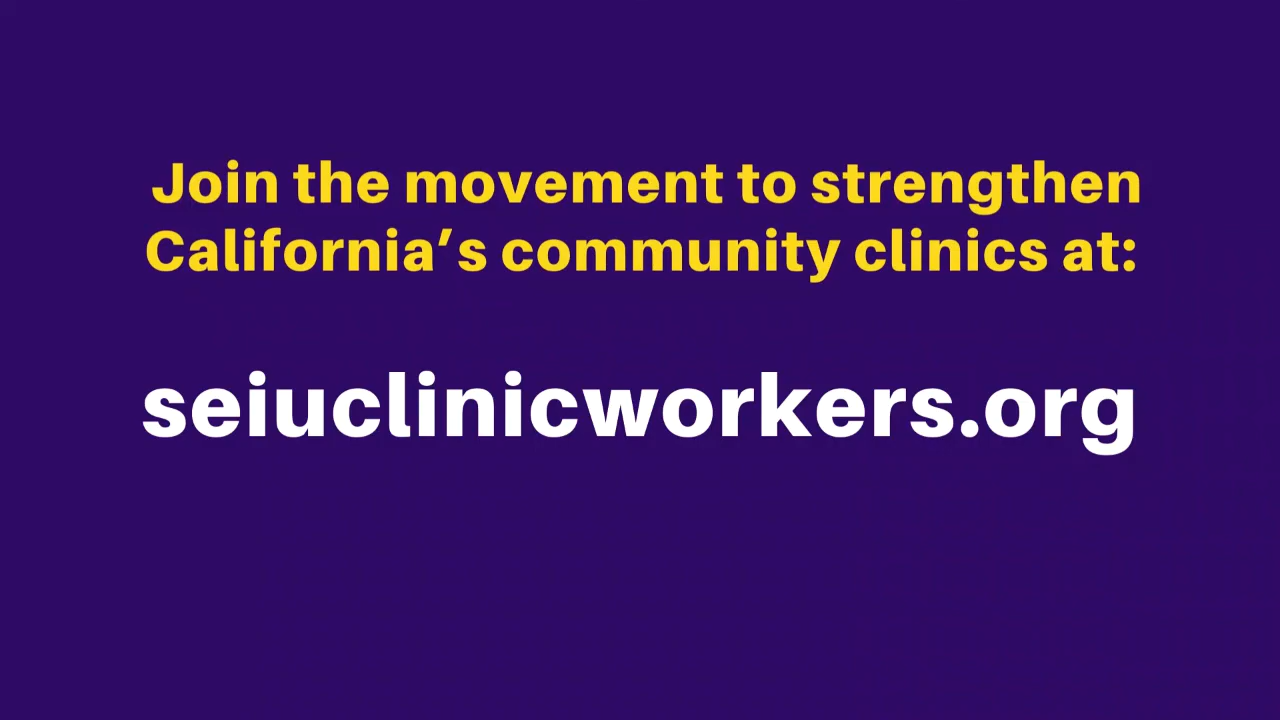 Join the movement to strengthen
California’s community clinics at:
seiuclinicworkers.org